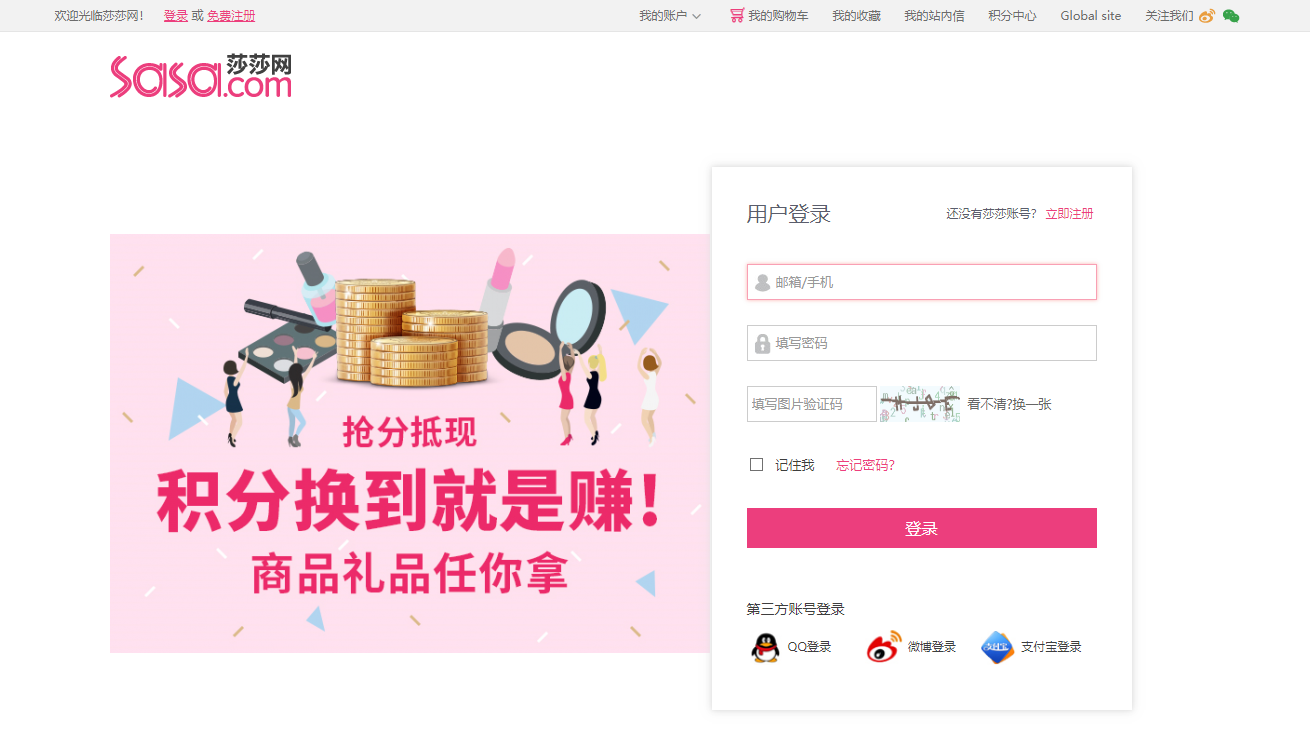 欢迎光临莎莎网! 登录 或 免费注册 我的账户 我的购物车 我的收藏 我的站内信 积分中心 Global site 关注我们
sasa.com 莎莎网
用户登录 还没有莎莎账号? 立即注册
邮箱/手机
填写密码
填写图片验证码 看不清?换一张
记住我 忘记密码?
登录
第三方账号登录
QQ登录 微博登录 支付宝 支付宝登录
抢分抵现
积分换到就是赚!
商品礼品任你拿